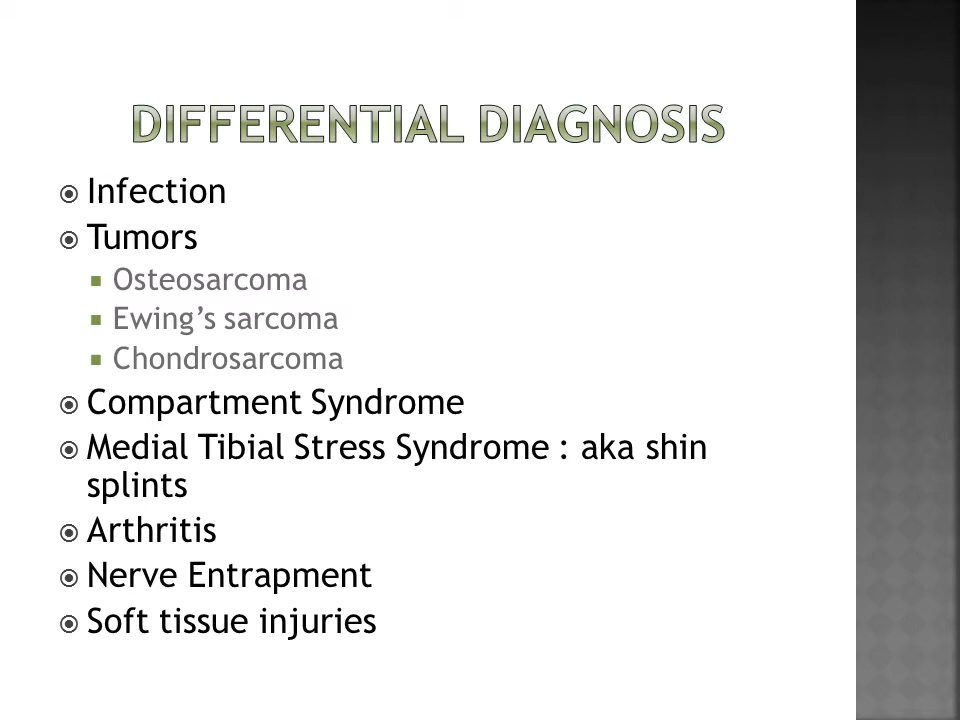 DIFFERENTIAL DIAGNOSIS
Infection
Tumors
Osteosarcoma
Ewing’s sarcoma
Chondrosarcoma
Compartment Syndrome
Medial Tibial Stress Syndrome : aka shin
splints
Arthritis
Nerve Entrapment
Soft tissue injuries